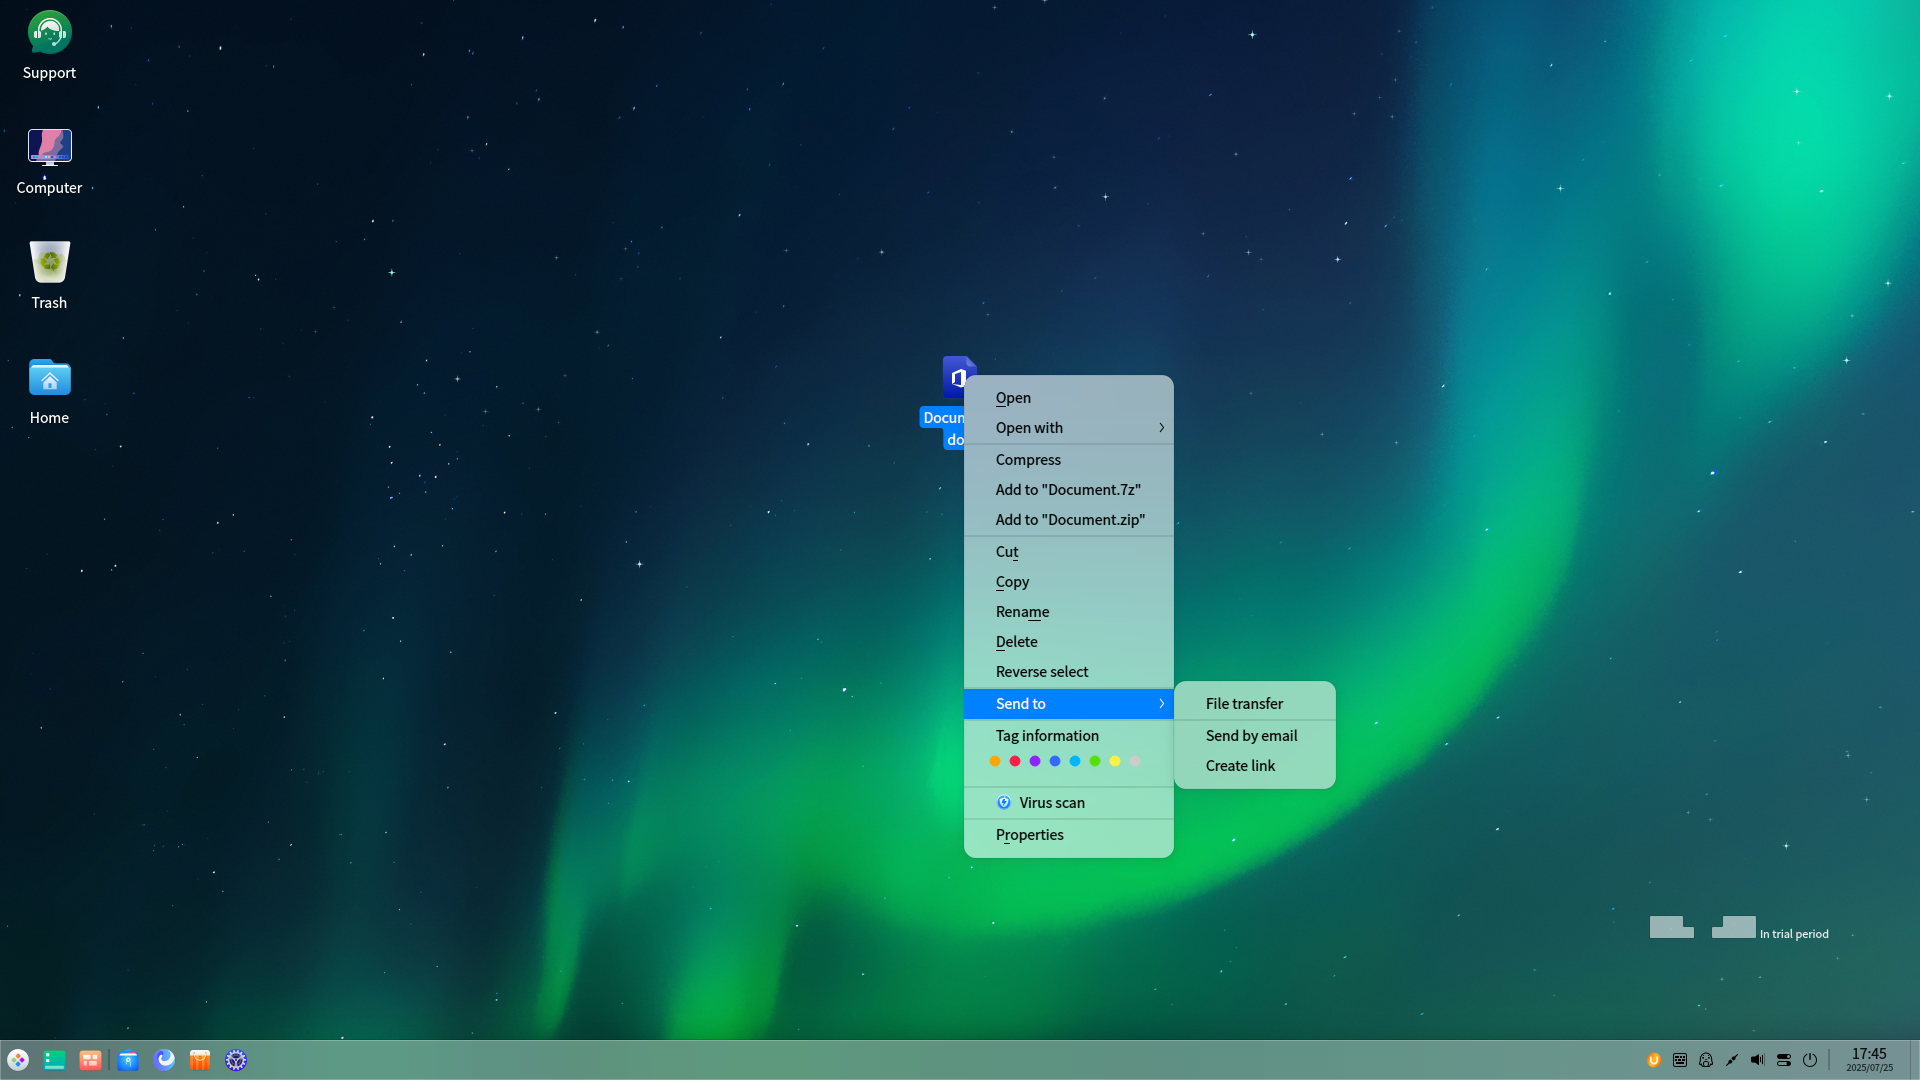 Support
Computer
Trash
Home
Open
Open with
Compress
Add to "Document.7z"
Add to "Document.zip"
Cut
Copy
Rename
Delete
Reverse select
Send to
File transfer
Tag information
Send by email
Create link
Virus scan
Properties
In trial period
17:45
2025/07/25